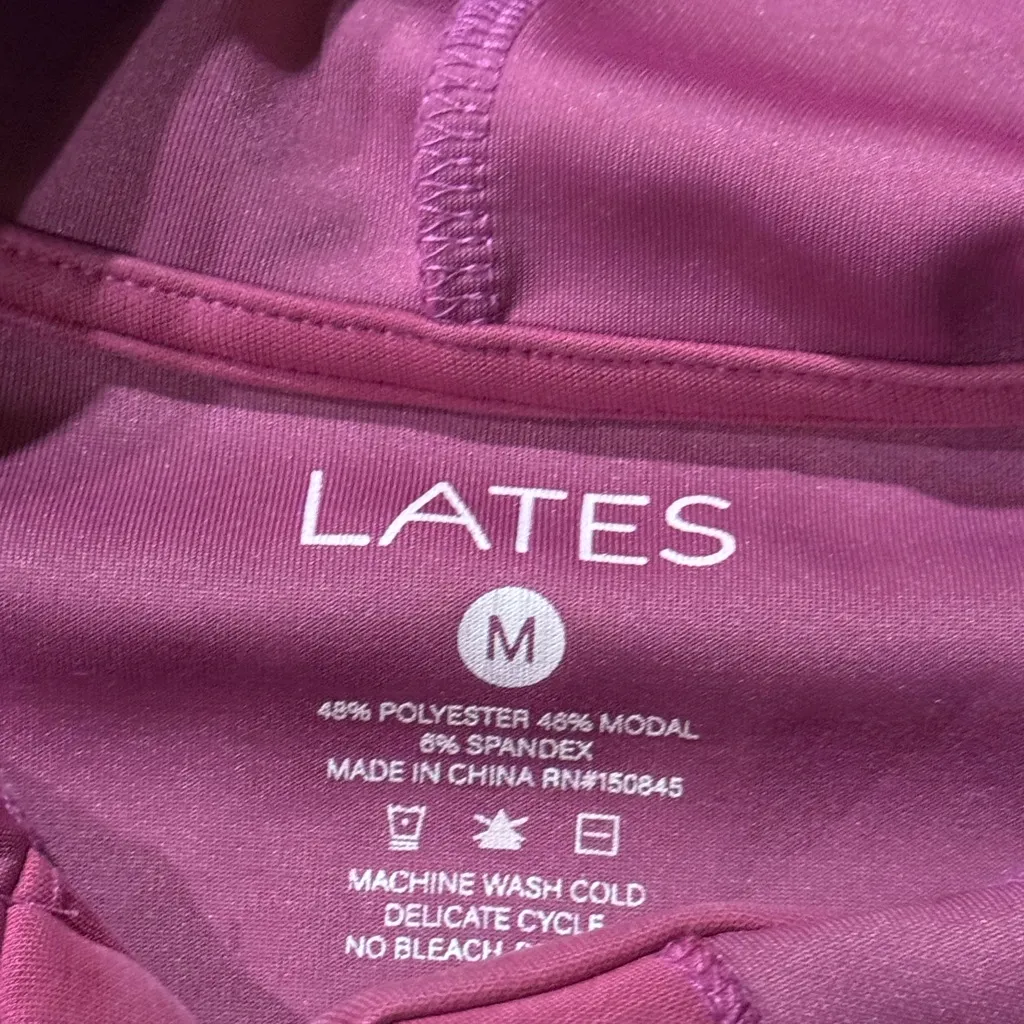 LATES
M
48% POLYESTER 46% MODAL
6% SPANDEX
MADE IN CHINA RN#150845
MACHINE WASH COLD
DELICATE CYCLE
NO BLEACH